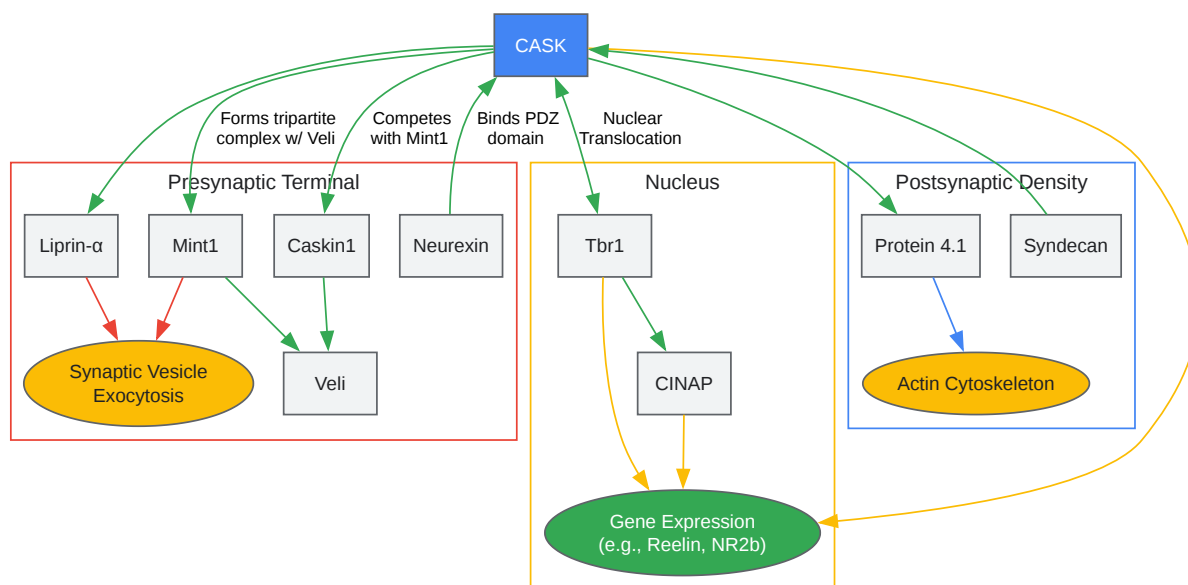 CASK
Forms tripartite
complex w/ Veli
Competes
with Mint1
Binds PDZ
domain
Nuclear
Translocation
Presynaptic Terminal
Nucleus
Postsynaptic Density
Liprin-α
Mint1
Caskin1
Neurexin
Tbr1
Protein 4.1
Syndecan
Synaptic Vesicle
Exocytosis
Veli
CINAP
Actin Cytoskeleton
Gene Expression
(e.g., Reelin, NR2b)